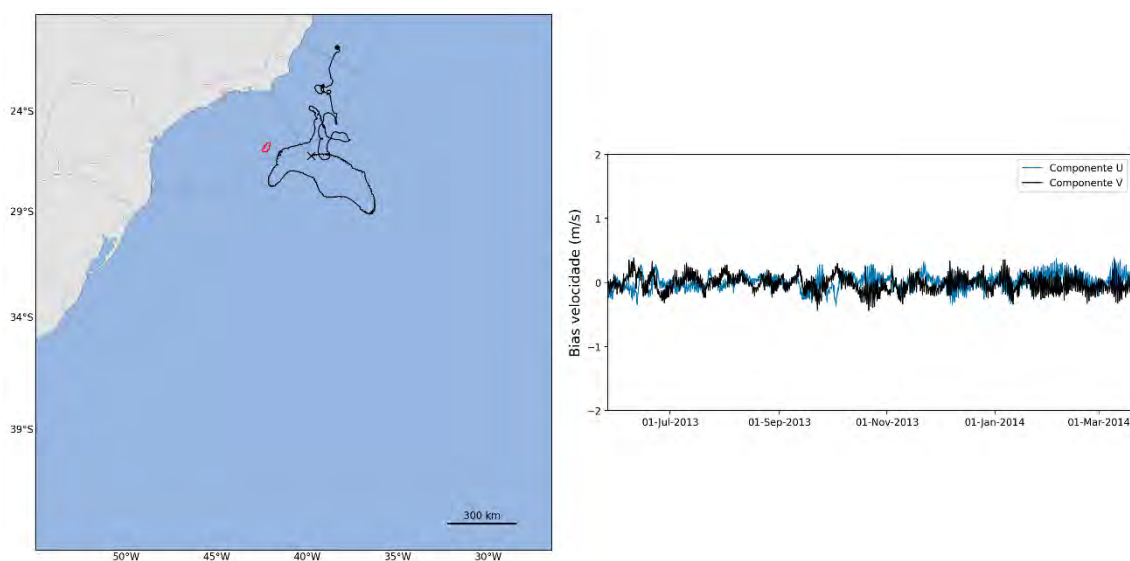 24°S
29°S
34°S
39°S
300 km
50°W
45°W
40°W
35°W
30°W
Componente U
Componente V
Bias velocidade (m/s)
2
1
0
−1
−2
01-Jul-2013
01-Sep-2013
01-Nov-2013
01-Jan-2014
01-Mar-2014